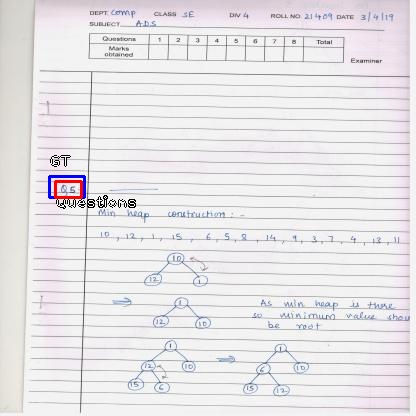 DEPT. Comp CLASS SE DIV 4 ROLL NO. 21409 DATE 3/4/19
SUBJECT ADS
Questions 1 2 3 4 5 6 7 8 Total
Marks obtained
Examiner
GT
Q5
Questions
Min heap construction :-
10, 12, 1, 15, 6, 5, 8, 14, 9, 3, 7, 4, 13, 11
10
12 1
1
12 10
As min heap is there
so minimum value shou
be root
1
12 10
15 6
1
6 10
15 12